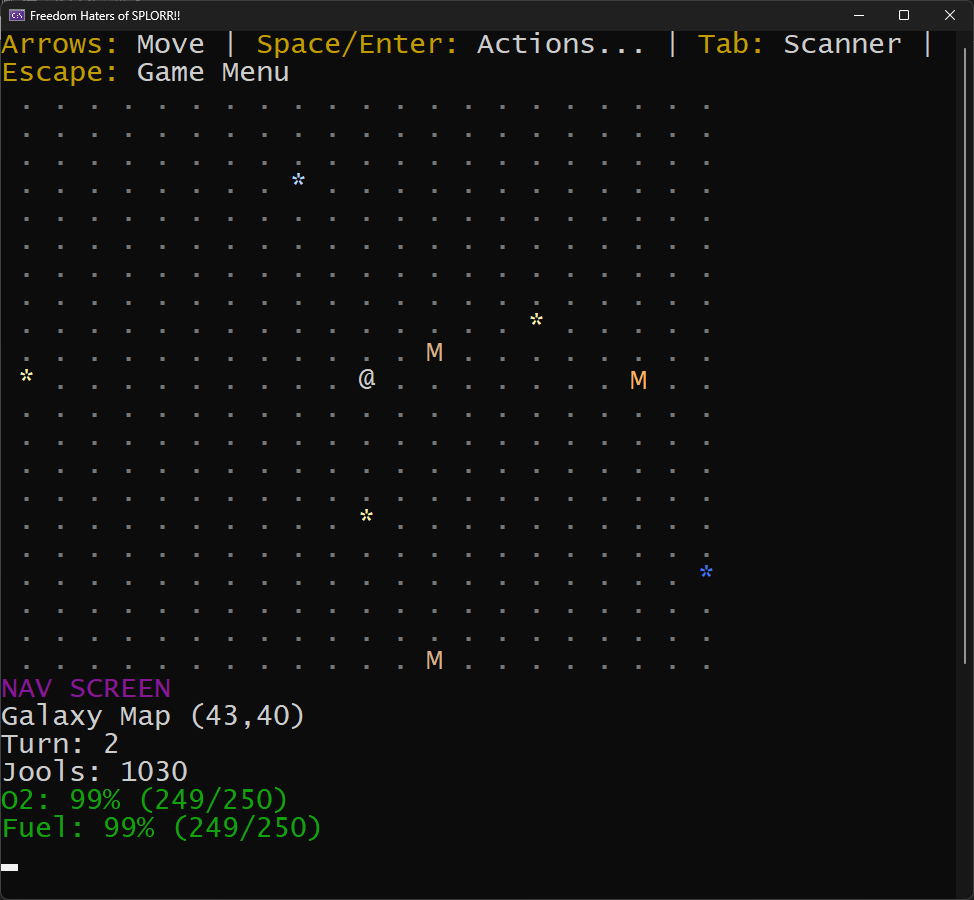 Freedom Haters of SPLORR!!
Arrows: Move | Space/Enter: Actions... | Tab: Scanner |
Escape: Game Menu
. . . . . . . . . . . . . . . . . . . . .
. . . . . . . . . . . . . . . . . . . . .
. . . . . . . . . . . . . . . . . . . . .
. . . . . . . . * . . . . . . . . . . . .
. . . . . . . . . . . . . . . . . . . . .
. . . . . . . . . . . . . . . . . . . . .
. . . . . . . . . . . . . . . . . . . . .
. . . . . . . . . . . . . . . . . . . . .
. . . . . . . . . . . . . . . * . . . . .
. . . . . . . . . . . . M . . . . . . . .
* . . . . . . . . . @ . . . . . . . M . .
. . . . . . . . . . . . . . . . . . . . .
. . . . . . . . . . . . . . . . . . . . .
. . . . . . . . . . . . . . . . . . . . .
. . . . . . . . . . . . . . . . . . . . .
. . . . . . . . . . * . . . . . . . . . .
. . . . . . . . . . . . . . . . . . . . .
. . . . . . . . . . . . . . . . . . . . *
. . . . . . . . . . . . . . . . . . . . .
. . . . . . . . . . . . . . . . . . . . .
. . . . . . . . . . . . M . . . . . . . .
NAV SCREEN
Galaxy Map (43,40)
Turn: 2
Jools: 1030
O2: 99% (249/250)
Fuel: 99% (249/250)